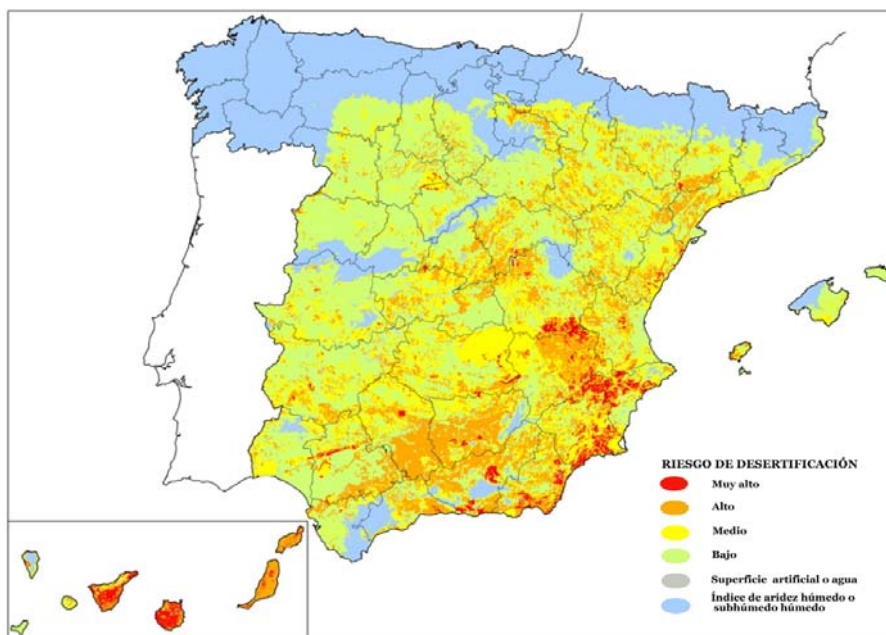 RIESGO DE DESERTIFICACIÓN
Muy alto
Alto
Medio
Bajo
Superficie artificial o agua
Índice de aridez húmedo o
subhúmedo húmedo